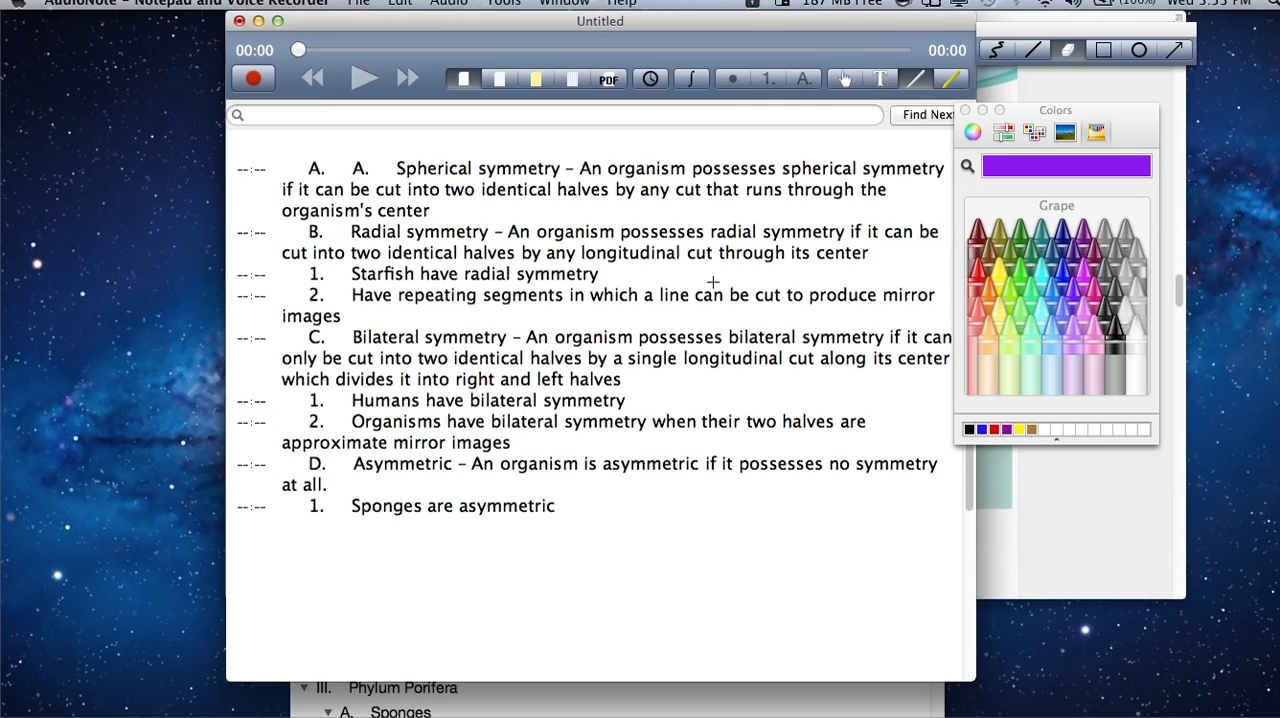 AudioNote - Notepad and Voice Recorder File Edit Audio Tools Window Help 187 MB Free (100%) Wed 3:53 PM
Untitled
00:00 00:00
PDF 1. A. T
Find Next
Colors
Grape
--:-- A. A. Spherical symmetry - An organism possesses spherical symmetry
if it can be cut into two identical halves by any cut that runs through the
organism's center
--:-- B. Radial symmetry - An organism possesses radial symmetry if it can be
cut into two identical halves by any longitudinal cut through its center
--:-- 1. Starfish have radial symmetry
--:-- 2. Have repeating segments in which a line can be cut to produce mirror
images
--:-- C. Bilateral symmetry - An organism possesses bilateral symmetry if it can
only be cut into two identical halves by a single longitudinal cut along its center
which divides it into right and left halves
--:-- 1. Humans have bilateral symmetry
--:-- 2. Organisms have bilateral symmetry when their two halves are
approximate mirror images
--:-- D. Asymmetric - An organism is asymmetric if it possesses no symmetry
at all.
--:-- 1. Sponges are asymmetric
III. Phylum Porifera
A. Sponges